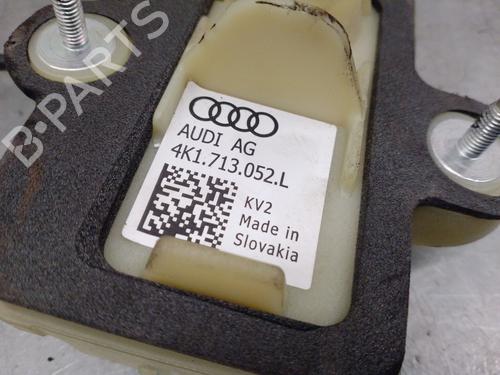 B-PARTS
AUDI AG
4K1.713.052.L
KV2
Made in
Slovakia